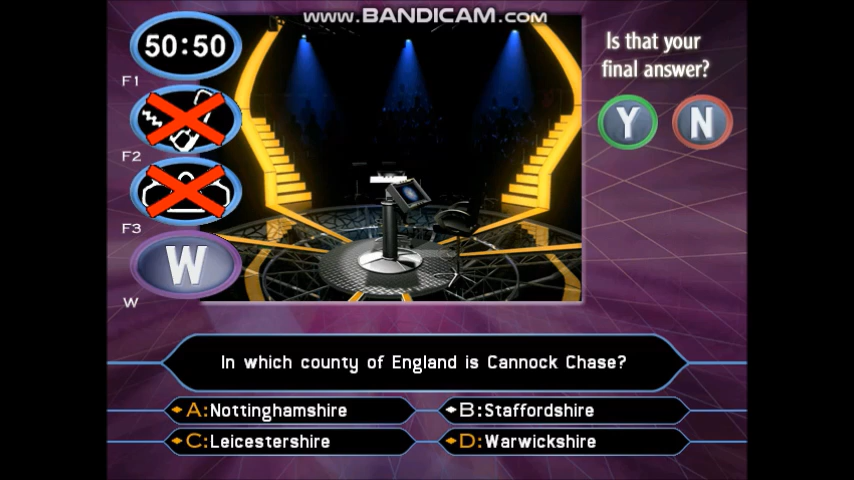 www.BANDICAM.com
50:50
F1
F2
F3
W
W
Is that your
final answer?
Y N
In which county of England is Cannock Chase?
A:Nottinghamshire
B:Staffordshire
C:Leicestershire
D:Warwickshire